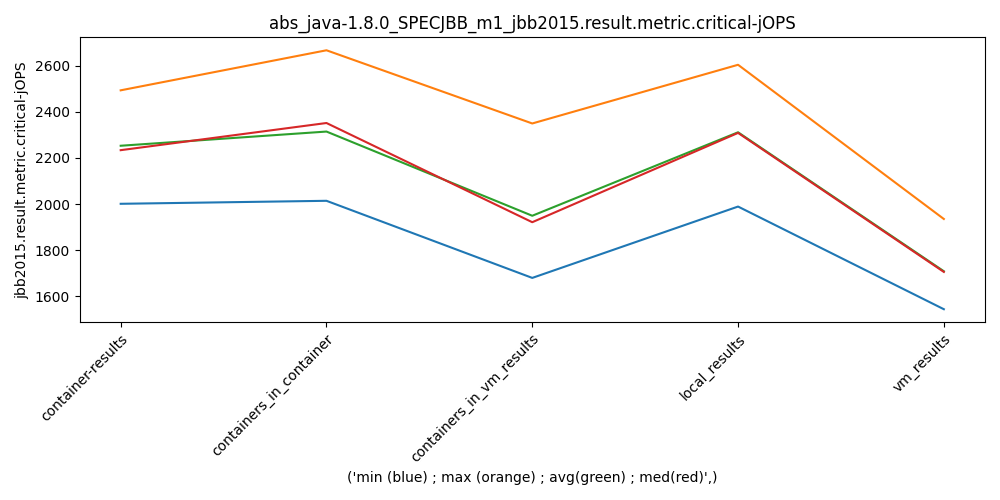 abs_java-1.8.0_SPECJBB_m1_jbb2015.result.metric.critical-jOPS
jbb2015.result.metric.critical-jOPS
2600
2400
2200
2000
1800
1600
container-results
containers_in_container
containers_in_vm_results
local_results
vm_results
('min (blue) ; max (orange) ; avg(green) ; med(red)',)